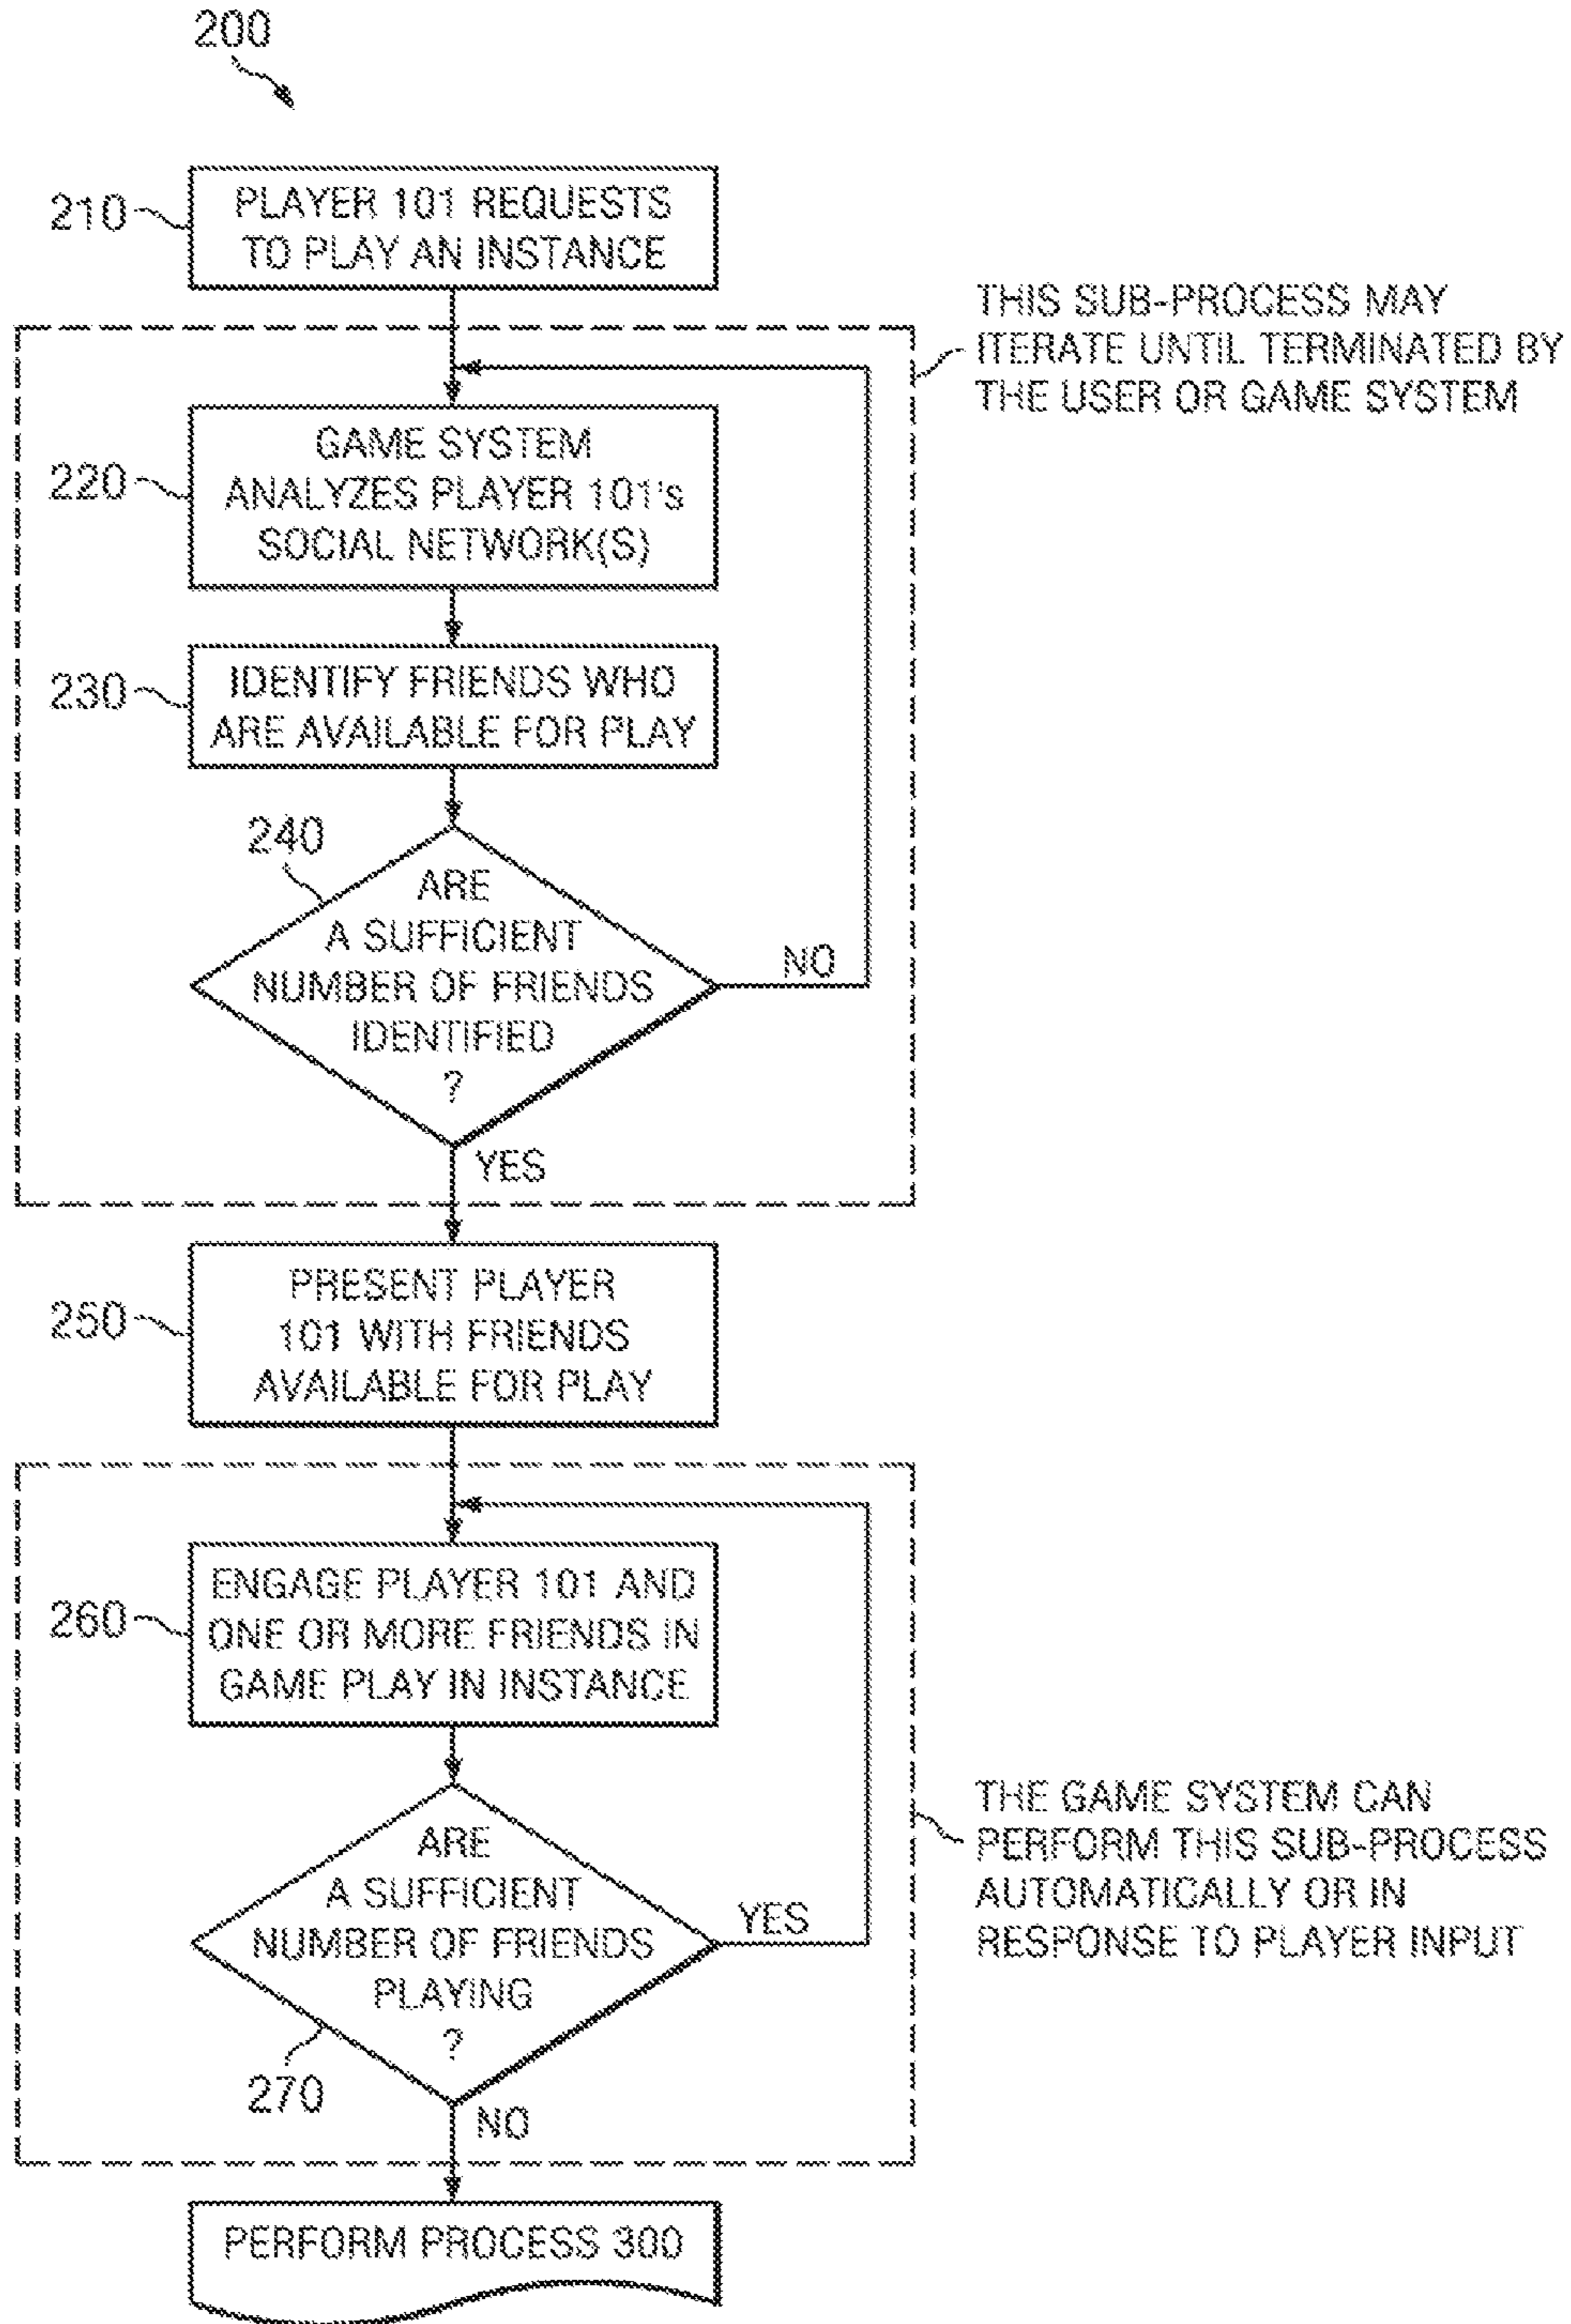 200
210
PLAYER 101 REQUESTS
TO PLAY AN INSTANCE
THIS SUB-PROCESS MAY
ITERATE UNTIL TERMINATED BY
THE USER OR GAME SYSTEM
220
GAME SYSTEM
ANALYZES PLAYER 101's
SOCIAL NETWORK(S)
230
IDENTIFY FRIENDS WHO
ARE AVAILABLE FOR PLAY
240
ARE
A SUFFICIENT
NUMBER OF FRIENDS
IDENTIFIED
?
NO
YES
250
PRESENT PLAYER
101 WITH FRIENDS
AVAILABLE FOR PLAY
260
ENGAGE PLAYER 101 AND
ONE OR MORE FRIENDS IN
GAME PLAY IN INSTANCE
ARE
A SUFFICIENT
NUMBER OF FRIENDS
PLAYING
?
YES
270
NO
THE GAME SYSTEM CAN
PERFORM THIS SUB-PROCESS
AUTOMATICALLY OR IN
RESPONSE TO PLAYER INPUT
PERFORM PROCESS 300